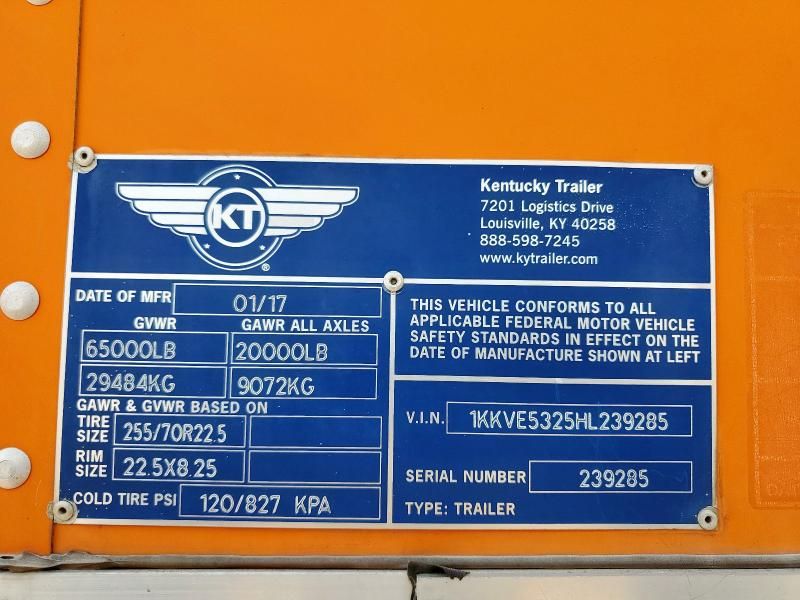 KT
®
Kentucky Trailer
7201 Logistics Drive
Louisville, KY 40258
888-598-7245
www.kytrailer.com
DATE OF MFR 01/17
GVWR GAWR ALL AXLES
65000LB 20000LB
29484KG 9072KG
GAWR & GVWR BASED ON
TIRE SIZE 255/70R22.5
RIM SIZE 22.5X8.25
COLD TIRE PSI 120/827 KPA
THIS VEHICLE CONFORMS TO ALL
APPLICABLE FEDERAL MOTOR VEHICLE
SAFETY STANDARDS IN EFFECT ON THE
DATE OF MANUFACTURE SHOWN AT LEFT
V.I.N. 1KKVE5325HL239285
SERIAL NUMBER 239285
TYPE: TRAILER